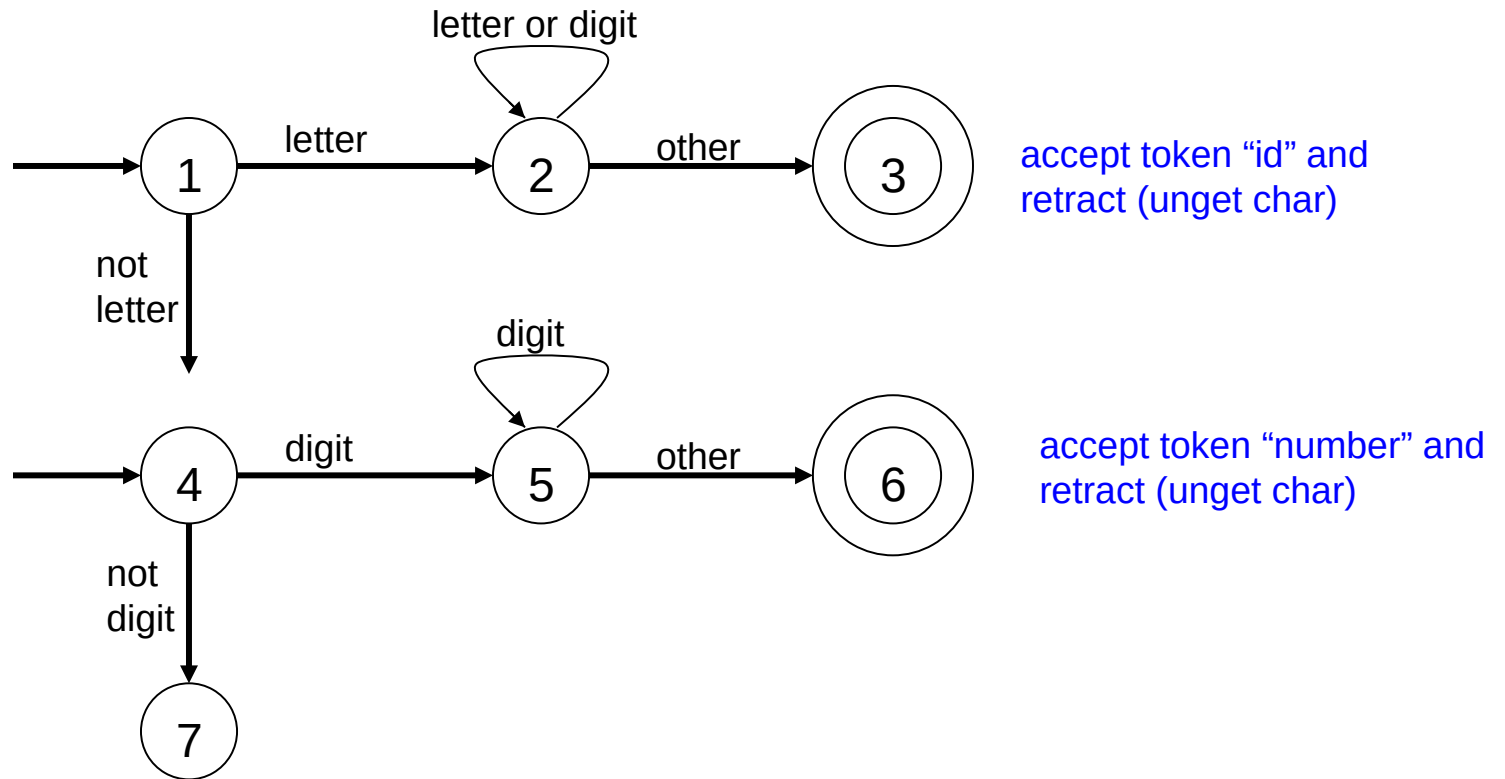 letter or digit
1
letter
2
other
3
accept token “id” and
retract (unget char)
not
letter
digit
4
digit
5
other
6
accept token “number” and
retract (unget char)
not
digit
7